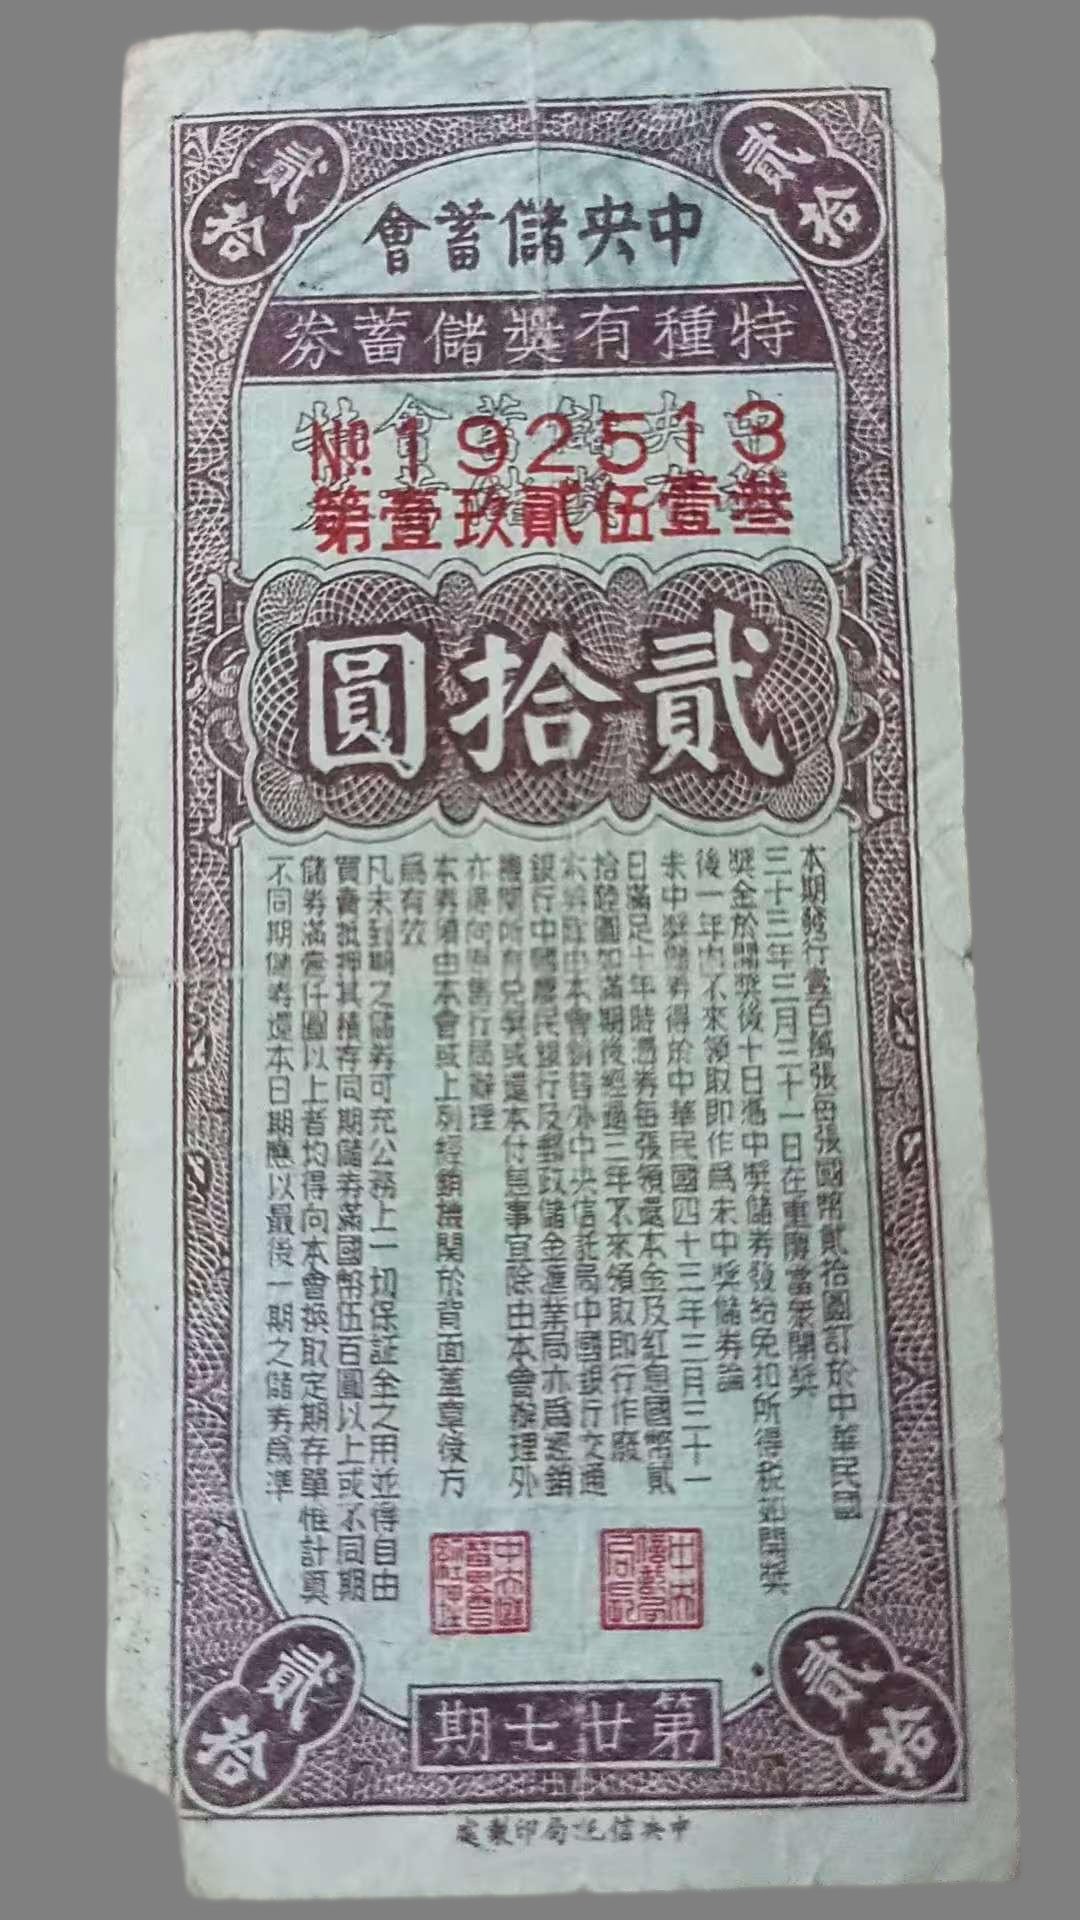 中央儲蓄會
特種有獎儲蓄券
No. 192513
第壹玖貳伍壹叁
貳拾圓
貳拾
貳拾
本期發行壹百萬張每張國幣貳拾圓訂於中華民國
三十三年三月三十一日在重慶當衆開獎
獎金於開獎後十日憑中獎儲券發給免扣所得稅如開獎
後一年內不來領取即作爲未中獎儲券論
未中獎儲券得於中華民國四十三年三月三十一
日滿足十年時憑券每張領還本金及紅息國幣貳
拾陸圓如滿期後經過三年不來領取即行作廢
本券除由本會銷售外中央信託局中國銀行交通
銀行中國農民銀行及郵政儲金匯業局亦爲經銷
機關所有兌獎或還本付息事宜除由本會辦理外
亦得向原售行局辦理
本券須由本會或上列經銷機關於背面蓋章後方
爲有效
凡未到期之儲券可充公務上一切保証金之用並得自由
買賣抵押其積存同期儲券滿國幣伍百圓以上或不同期
儲券滿壹仟圓以上者均得向本會換取定期存單惟計算
不同期儲券還本日期應以最後一期之儲券爲準
第廿七期
貳拾
貳拾
中央信託局印製處